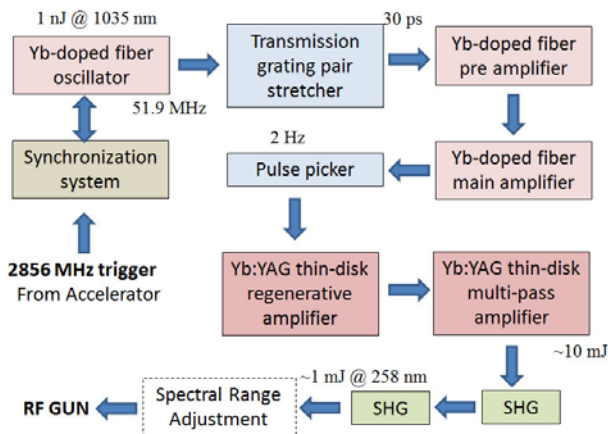 1 nJ @ 1035 nm
Yb-doped fiber
oscillator
51.9 MHz
Transmission
grating pair
stretcher
30 ps
Yb-doped fiber
pre amplifier
Synchronization
system
2856 MHz trigger
From Accelerator
2 Hz
Pulse picker
Yb-doped fiber
main amplifier
Yb:YAG thin-disk
regenerative
amplifier
Yb:YAG thin-disk
multi-pass
amplifier
~10 mJ
~1 mJ @ 258 nm
RF GUN
Spectral Range
Adjustment
SHG
SHG